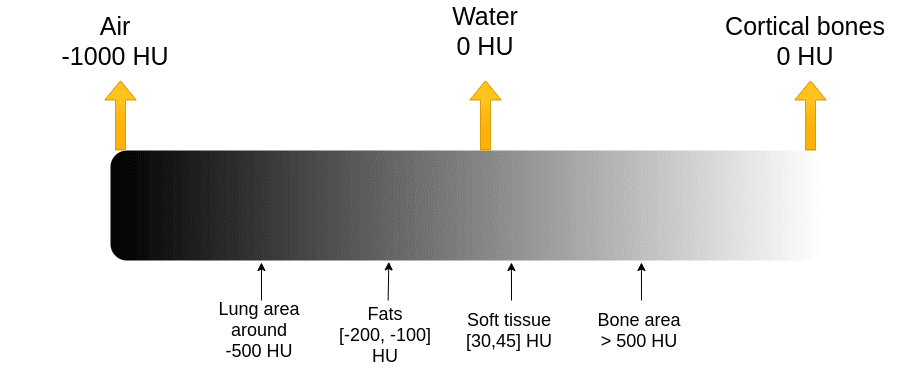 Air
-1000 HU
Water
0 HU
Cortical bones
0 HU
Lung area
around
-500 HU
Fats
[-200, -100]
HU
Soft tissue
[30,45] HU
Bone area
> 500 HU